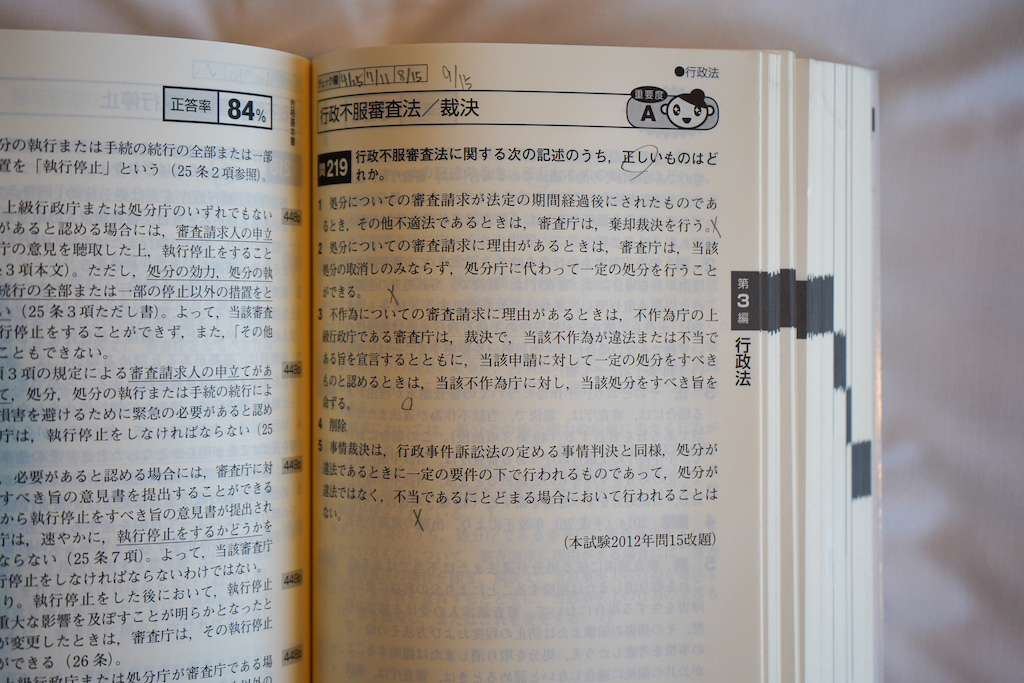 正答率 84%
分の執行または手続の続行の全部または一部
置を「執行停止」という（25条2項参照）。
上級行政庁または処分庁のいずれでもない
があると認める場合には，審査請求人の申立
庁の意見を聴取した上，執行停止をすること
3項本文）。ただし，処分の効力，処分の執
続行の全部または一部の停止以外の措置をと
い（25条3項ただし書）。よって，当該審査
行停止をすることができず，また，「その他
こともできない。
3項の規定による審査請求人の申立てがあ
て，処分，処分の執行または手続の続行によ
損害を避けるために緊急の必要があると認め
庁は，執行停止をしなければならない（25
，必要があると認める場合には，審査庁に対
すべき旨の意見書を提出することができる
から執行停止をすべき旨の意見書が提出され
庁は，速やかに，執行停止をするかどうかを
ならない（25条7項）。よって，当該審査庁
行停止をしなければならないわけではない。
り。執行停止をした後において，執行停止
重大な影響を及ぼすことが明らかとなったと
が変更したときは，審査庁は，その執行停止
ができる（26条）。
上級行政庁または処分庁が審査庁である場
448p
449p
449p
449p
449p
チェック欄 4/25 7/11 8/15 9/15
●行政法
行政不服審査法／裁決
重要度
A
問219 行政不服審査法に関する次の記述のうち，正しいものはど
れか。
1 処分についての審査請求が法定の期間経過後にされたものであ
るとき，その他不適法であるときは，審査庁は，棄却裁決を行う。X
2 処分についての審査請求に理由があるときは，審査庁は，当該
処分の取消しのみならず，処分庁に代わって一定の処分を行うこと
ができる。 X
3 不作為についての審査請求に理由があるときは，不作為庁の上
級行政庁である審査庁は，裁決で，当該不作為が違法または不当で
ある旨を宣言するとともに，当該申請に対して一定の処分をすべき
ものと認めるときは，当該不作為庁に対し，当該処分をすべき旨を
命ずる。 O
4 削除
5 事情裁決は，行政事件訴訟法の定める事情判決と同様，処分が
違法であるときに一定の要件の下で行われるものであって，処分が
違法ではなく，不当であるにとどまる場合において行われることは
ない。 X
（本試験2012年問15改題）
第3編
行政法